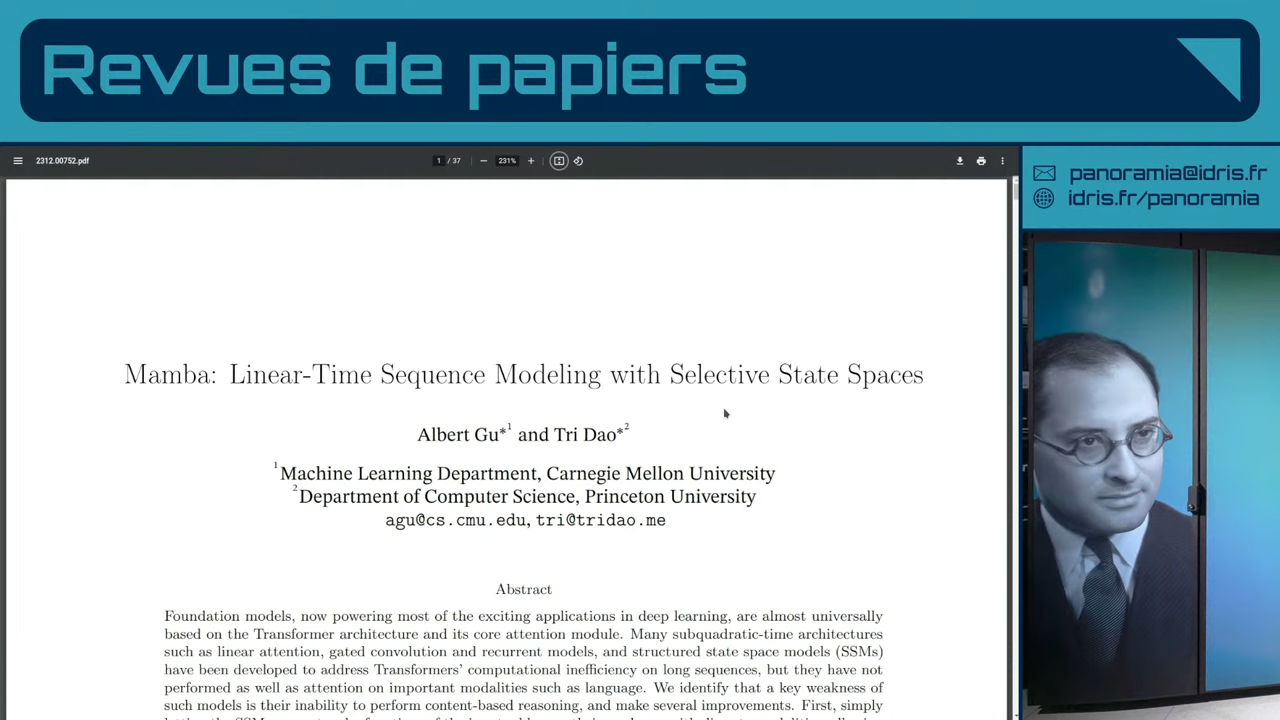 Revues de papiers
2312.00752.pdf
1 / 37
231%
panoramia@idris.fr
idris.fr/panoramia
Mamba: Linear-Time Sequence Modeling with Selective State Spaces
Albert Gu*1 and Tri Dao*2
1Machine Learning Department, Carnegie Mellon University
2Department of Computer Science, Princeton University
agu@cs.cmu.edu, tri@tridao.me
Abstract
Foundation models, now powering most of the exciting applications in deep learning, are almost universally
based on the Transformer architecture and its core attention module. Many subquadratic-time architectures
such as linear attention, gated convolution and recurrent models, and structured state space models (SSMs)
have been developed to address Transformers' computational inefficiency on long sequences, but they have not
performed as well as attention on important modalities such as language. We identify that a key weakness of
such models is their inability to perform content-based reasoning, and make several improvements. First, simply